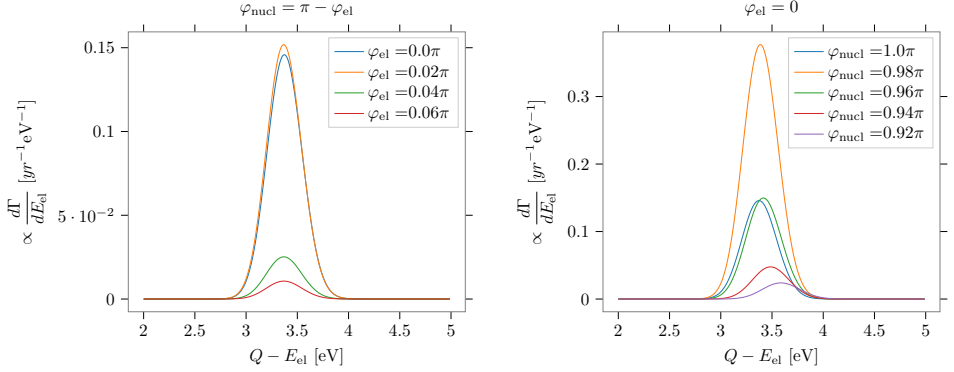 φnucl = π − φel
∝ dΓ/dEel [yr⁻¹eV⁻¹]
0.15
0.1
5 · 10⁻²
0
φel =0.0π
φel =0.02π
φel =0.04π
φel =0.06π
2 2.5 3 3.5 4 4.5 5
Q − Eel [eV]
φel = 0
∝ dΓ/dEel [yr⁻¹eV⁻¹]
0.3
0.2
0.1
0
φnucl =1.0π
φnucl =0.98π
φnucl =0.96π
φnucl =0.94π
φnucl =0.92π
2 2.5 3 3.5 4 4.5 5
Q − Eel [eV]